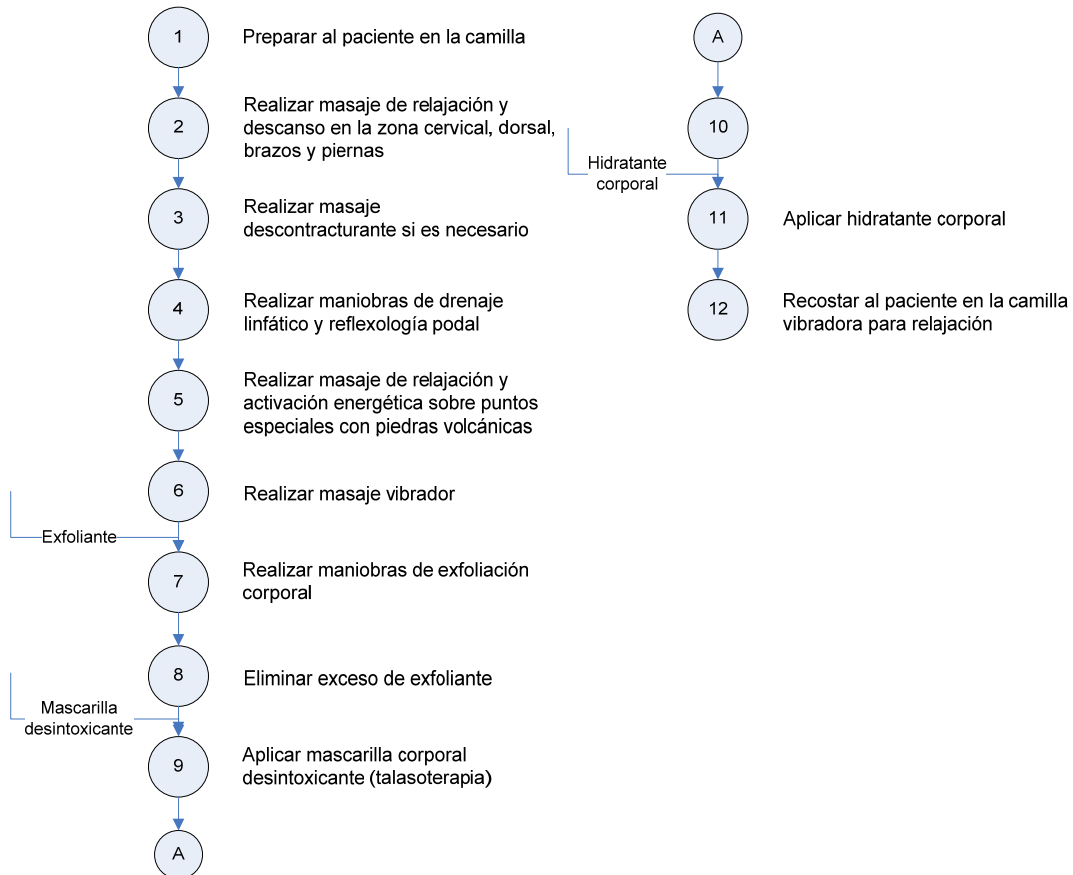 1
Preparar al paciente en la camilla
2
Realizar masaje de relajación y
descanso en la zona cervical, dorsal,
brazos y piernas
3
Realizar masaje
descontracturante si es necesario
4
Realizar maniobras de drenaje
linfático y reflexología podal
5
Realizar masaje de relajación y
activación energética sobre puntos
especiales con piedras volcánicas
6
Realizar masaje vibrador
Exfoliante
7
Realizar maniobras de exfoliación
corporal
8
Eliminar exceso de exfoliante
Mascarilla
desintoxicante
9
Aplicar mascarilla corporal
desintoxicante (talasoterapia)
A
A
10
Hidratante
corporal
11
Aplicar hidratante corporal
12
Recostar al paciente en la camilla
vibradora para relajación